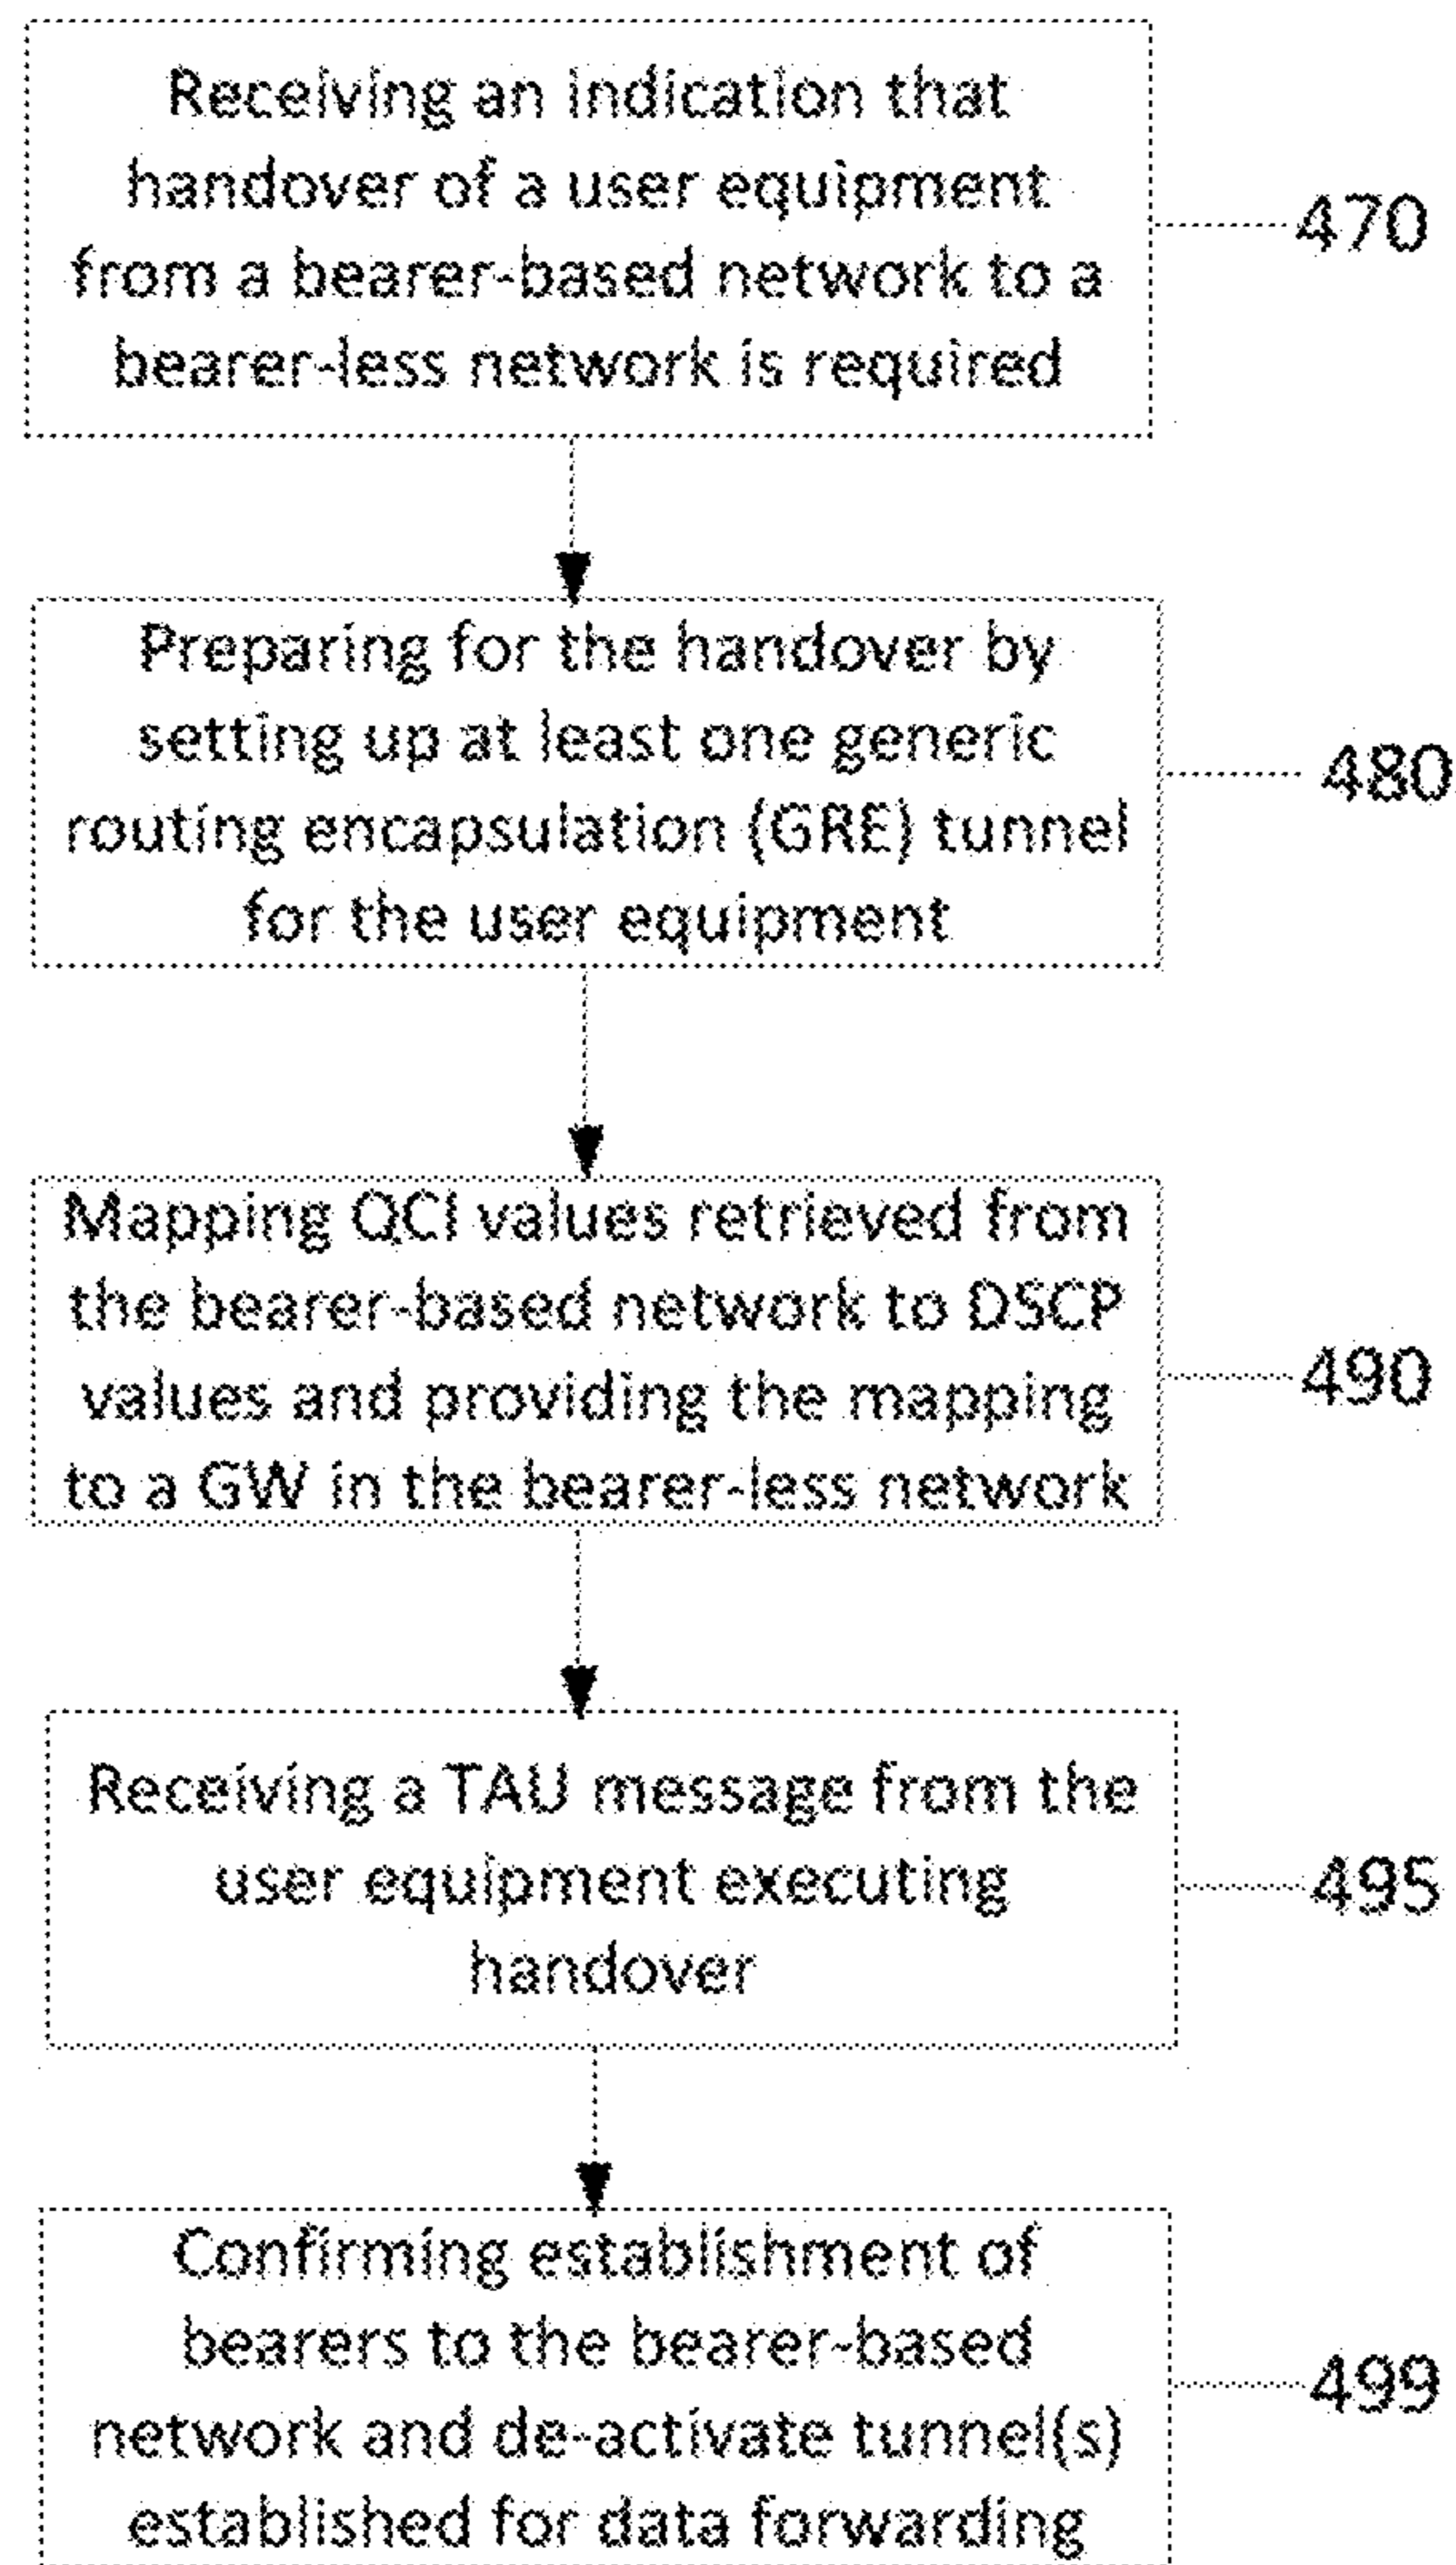 Receiving an indication that
handover of a user equipment
from a bearer-based network to a
bearer-less network is required
470
Preparing for the handover by
setting up at least one generic
routing encapsulation (GRE) tunnel
for the user equipment
480
Mapping QCI values retrieved from
the bearer-based network to DSCP
values and providing the mapping
to a GW in the bearer-less network
490
Receiving a TAU message from the
user equipment executing
handover
495
Confirming establishment of
bearers to the bearer-based
network and de-activate tunnel(s)
established for data forwarding
499